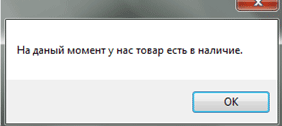 На даный момент у нас товар есть в наличие.
OK